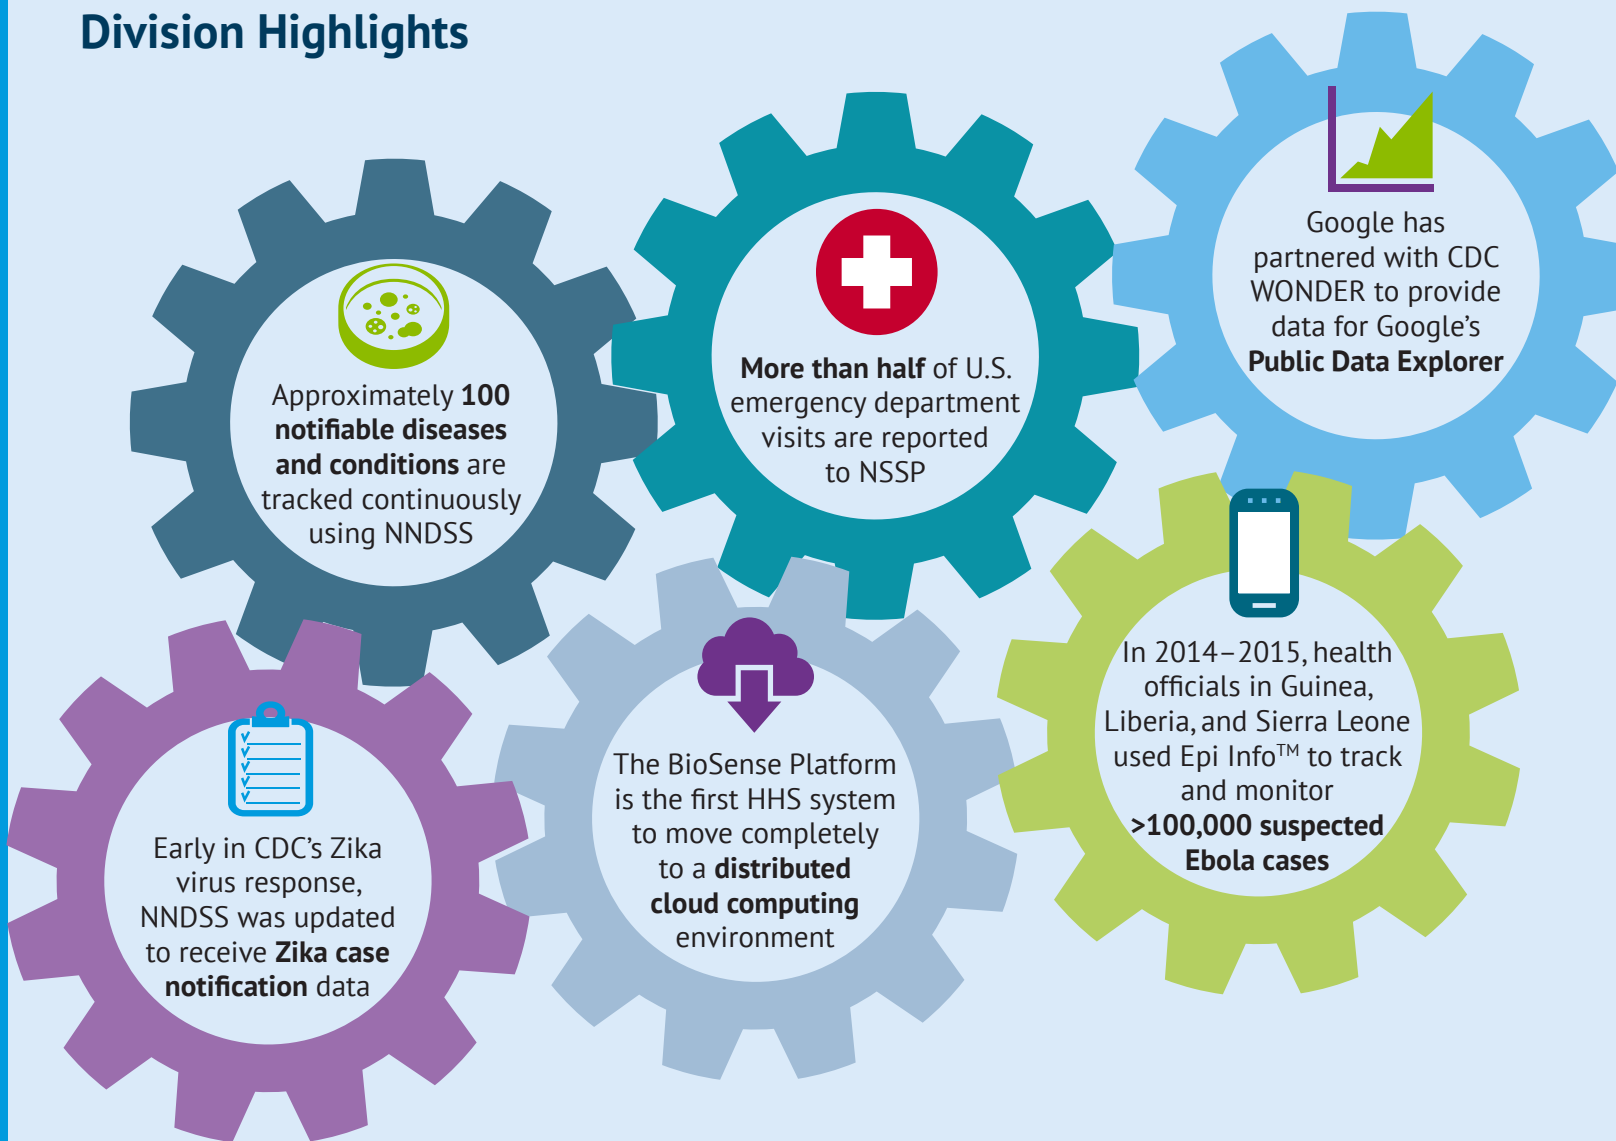 Division Highlights
Approximately 100
notifiable diseases
and conditions are
tracked continuously
using NNDSS
More than half of U.S.
emergency department
visits are reported
to NSSP
Google has
partnered with CDC
WONDER to provide
data for Google’s
Public Data Explorer
Early in CDC’s Zika
virus response,
NNDSS was updated
to receive Zika case
notification data
The BioSense Platform
is the first HHS system
to move completely
to a distributed
cloud computing
environment
In 2014–2015, health
officials in Guinea,
Liberia, and Sierra Leone
used Epi Info™ to track
and monitor
>100,000 suspected
Ebola cases